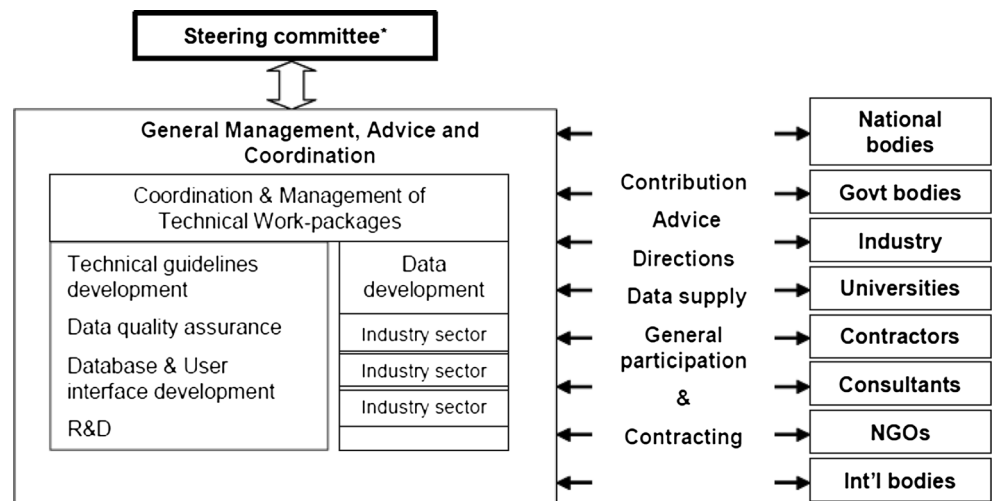 Steering committee*
General Management, Advice and
Coordination
Coordination & Management of
Technical Work-packages
Technical guidelines
development
Data quality assurance
Database & User
interface development
R&D
Data
development
Industry sector
Industry sector
Industry sector
Contribution
Advice
Directions
Data supply
General
participation
&
Contracting
National
bodies
Govt bodies
Industry
Universities
Contractors
Consultants
NGOs
Int'l bodies